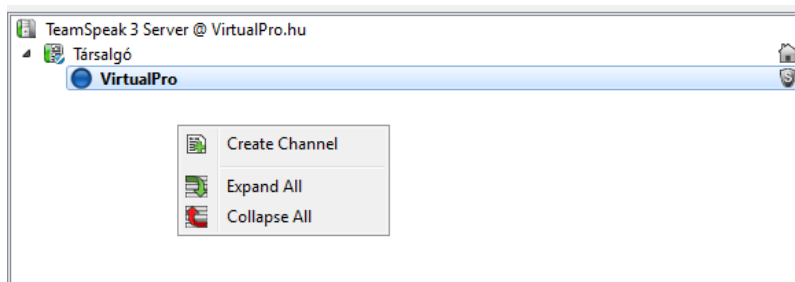 TeamSpeak 3 Server @ VirtualPro.hu
Társalgó
VirtualPro
Create Channel
Expand All
Collapse All